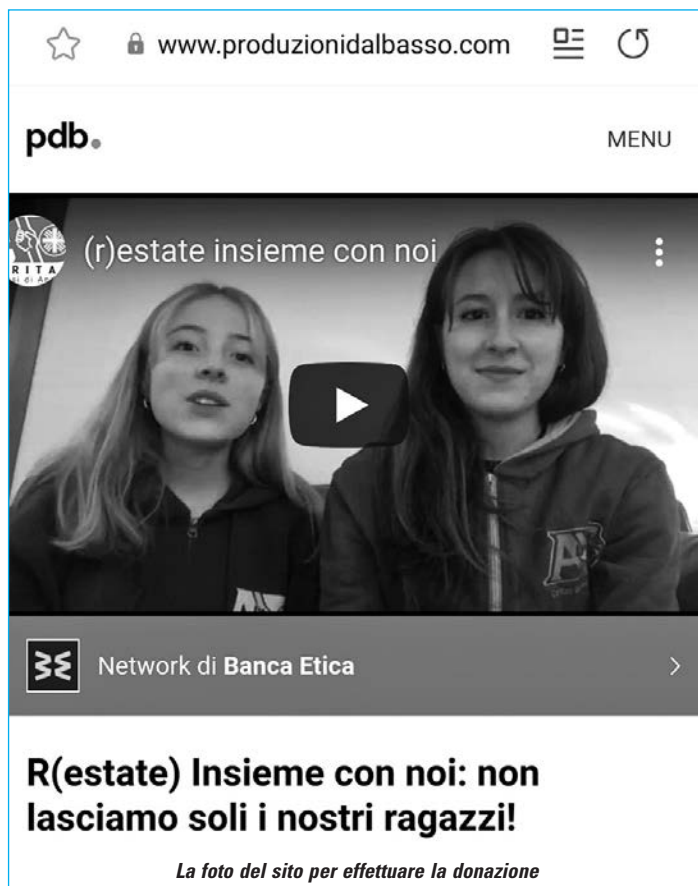 www.produzionidalbasso.com
pdb.
MENU
(r)estate insieme con noi
RITA
Network di Banca Etica
R(estate) Insieme con noi: non
lasciamo soli i nostri ragazzi!
La foto del sito per effettuare la donazione